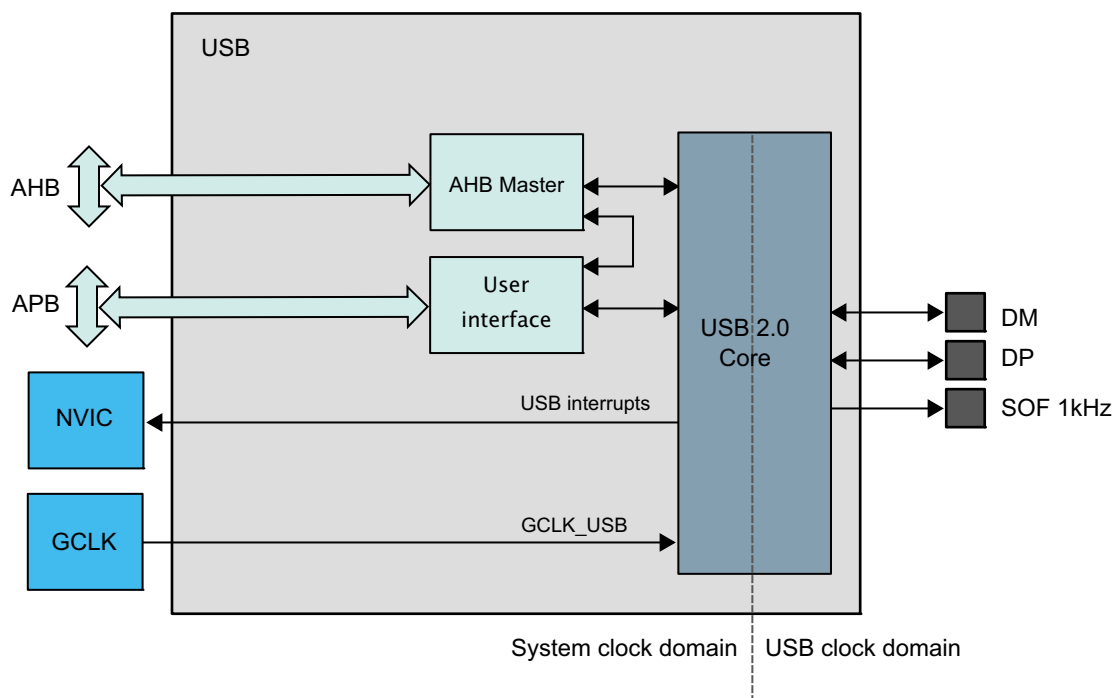 USB
AHB
AHB Master
APB
User
interface
USB 2.0
Core
DM
DP
SOF 1kHz
NVIC
USB interrupts
GCLK
GCLK_USB
System clock domain
USB clock domain